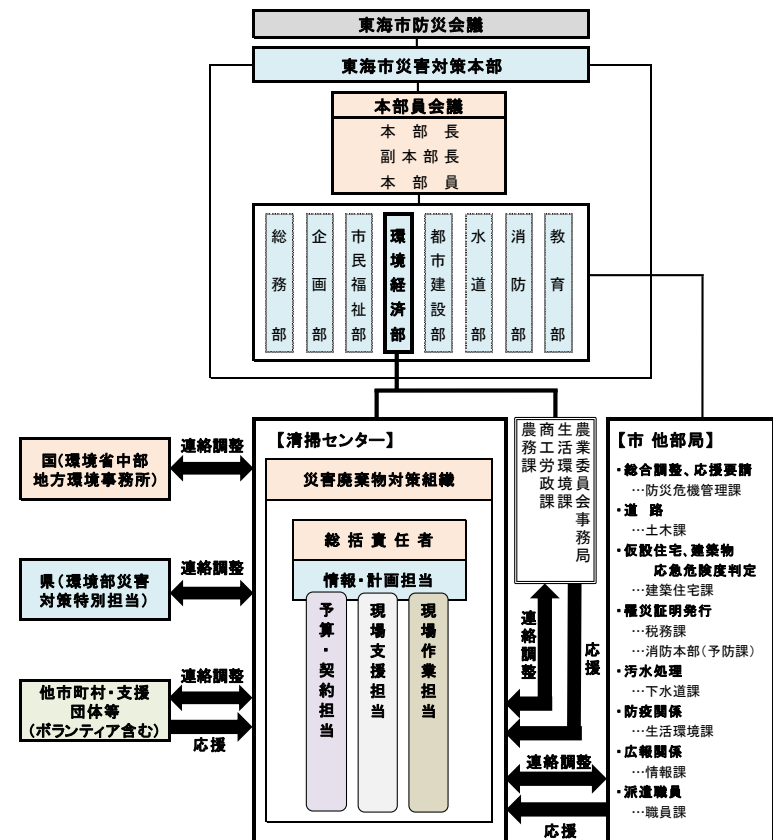 東海市防災会議
東海市災害対策本部
本部員会議
本部長
副本部長
本部員
総務部
企画部
市民福祉部
環境経済部
都市建設部
水道部
消防部
教育部
国(環境省中部
地方環境事務所)
連絡調整
県(環境部災害
対策特別担当)
連絡調整
他市町村・支援
団体等
(ボランティア含む)
連絡調整
応援
【清掃センター】
災害廃棄物対策組織
総括責任者
情報・計画担当
予算・契約担当
現場支援担当
現場作業担当
農業委員会事務局
生活環境課
商工労政課
農務課
連絡調整
応援
連絡調整
応援
【市 他部局】
・総合調整、応援要請
…防災危機管理課
・道 路
…土木課
・仮設住宅、建築物
応急危険度判定
…建築住宅課
・罹災証明発行
…税務課
…消防本部(予防課)
・汚水処理
…下水道課
・防疫関係
…生活環境課
・広報関係
…情報課
・派遣職員
…職員課